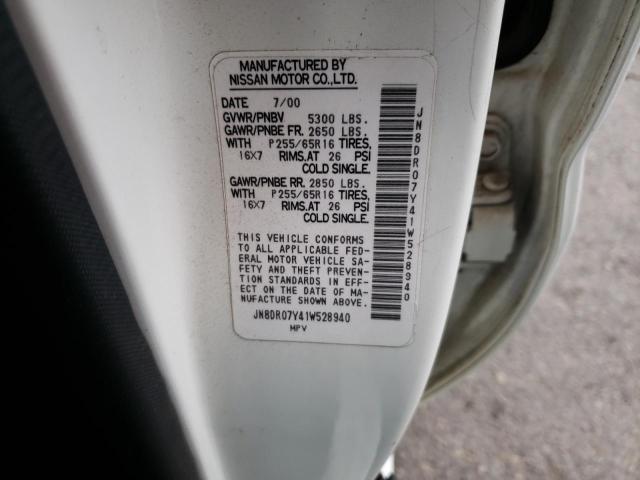 MANUFACTURED BY
NISSAN MOTOR CO.,LTD.
DATE 7/00
GVWR/PNBV 5300 LBS.
GAWR/PNBE FR. 2650 LBS.
WITH P255/65R16 TIRES,
16X7 RIMS,AT 26 PSI
COLD SINGLE.
GAWR/PNBE RR. 2850 LBS.
WITH P255/65R16 TIRES,
16X7 RIMS,AT 26 PSI
COLD SINGLE.
THIS VEHICLE CONFORMS
TO ALL APPLICABLE FED-
ERAL MOTOR VEHICLE SA-
FETY AND THEFT PREVEN-
TION STANDARDS IN EFF-
ECT ON THE DATE OF MA-
NUFACTURE SHOWN ABOVE.
JN8DR07Y41W528940
MPV
JN8DR07Y41W528940